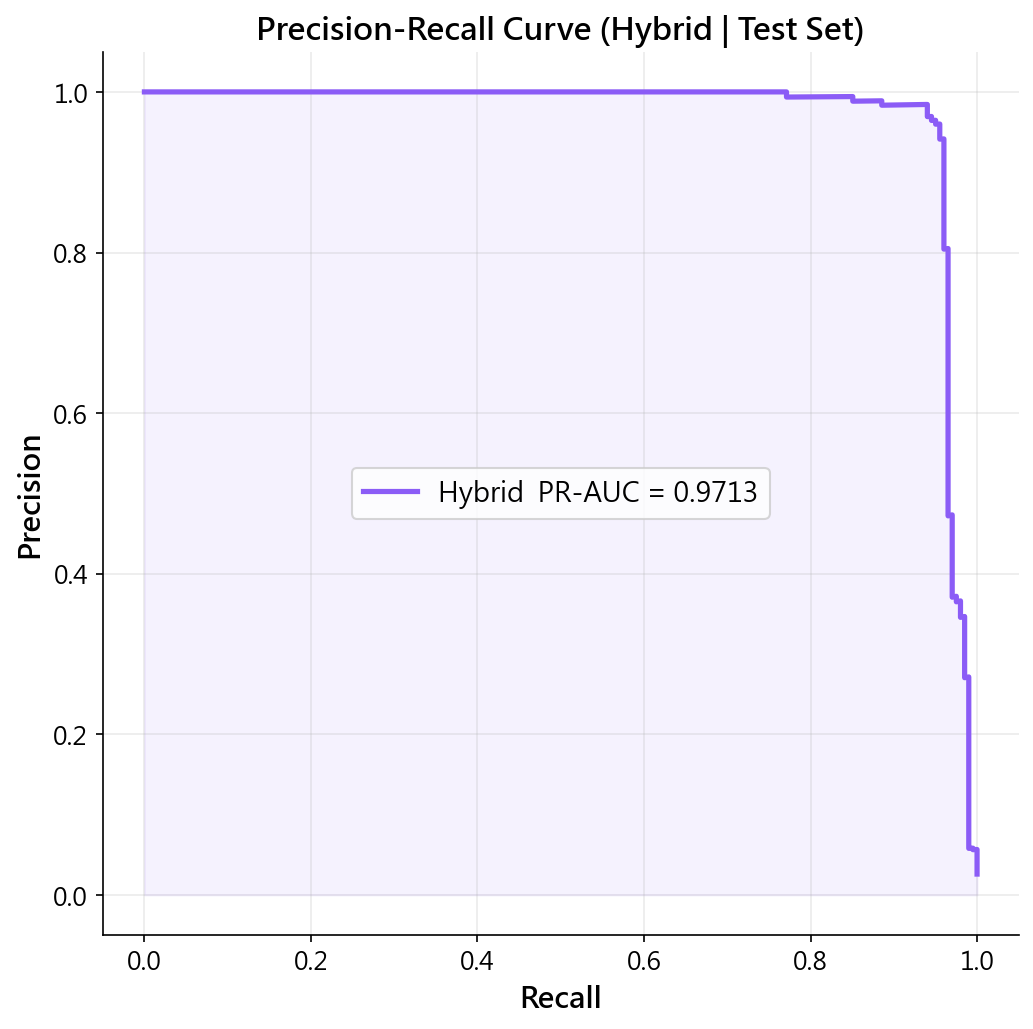 Precision-Recall Curve (Hybrid | Test Set)
1.0
0.8
0.6
0.4
0.2
0.0
Precision
Hybrid  PR-AUC = 0.9713
0.0 0.2 0.4 0.6 0.8 1.0
Recall